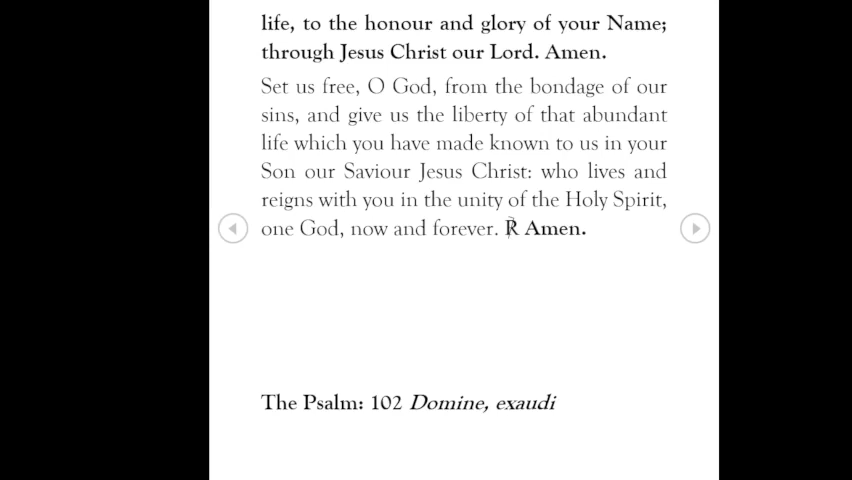 life, to the honour and glory of your Name;
through Jesus Christ our Lord. Amen.
Set us free, O God, from the bondage of our
sins, and give us the liberty of that abundant
life which you have made known to us in your
Son our Saviour Jesus Christ: who lives and
reigns with you in the unity of the Holy Spirit,
one God, now and forever. ℟ Amen.
The Psalm: 102 Domine, exaudi